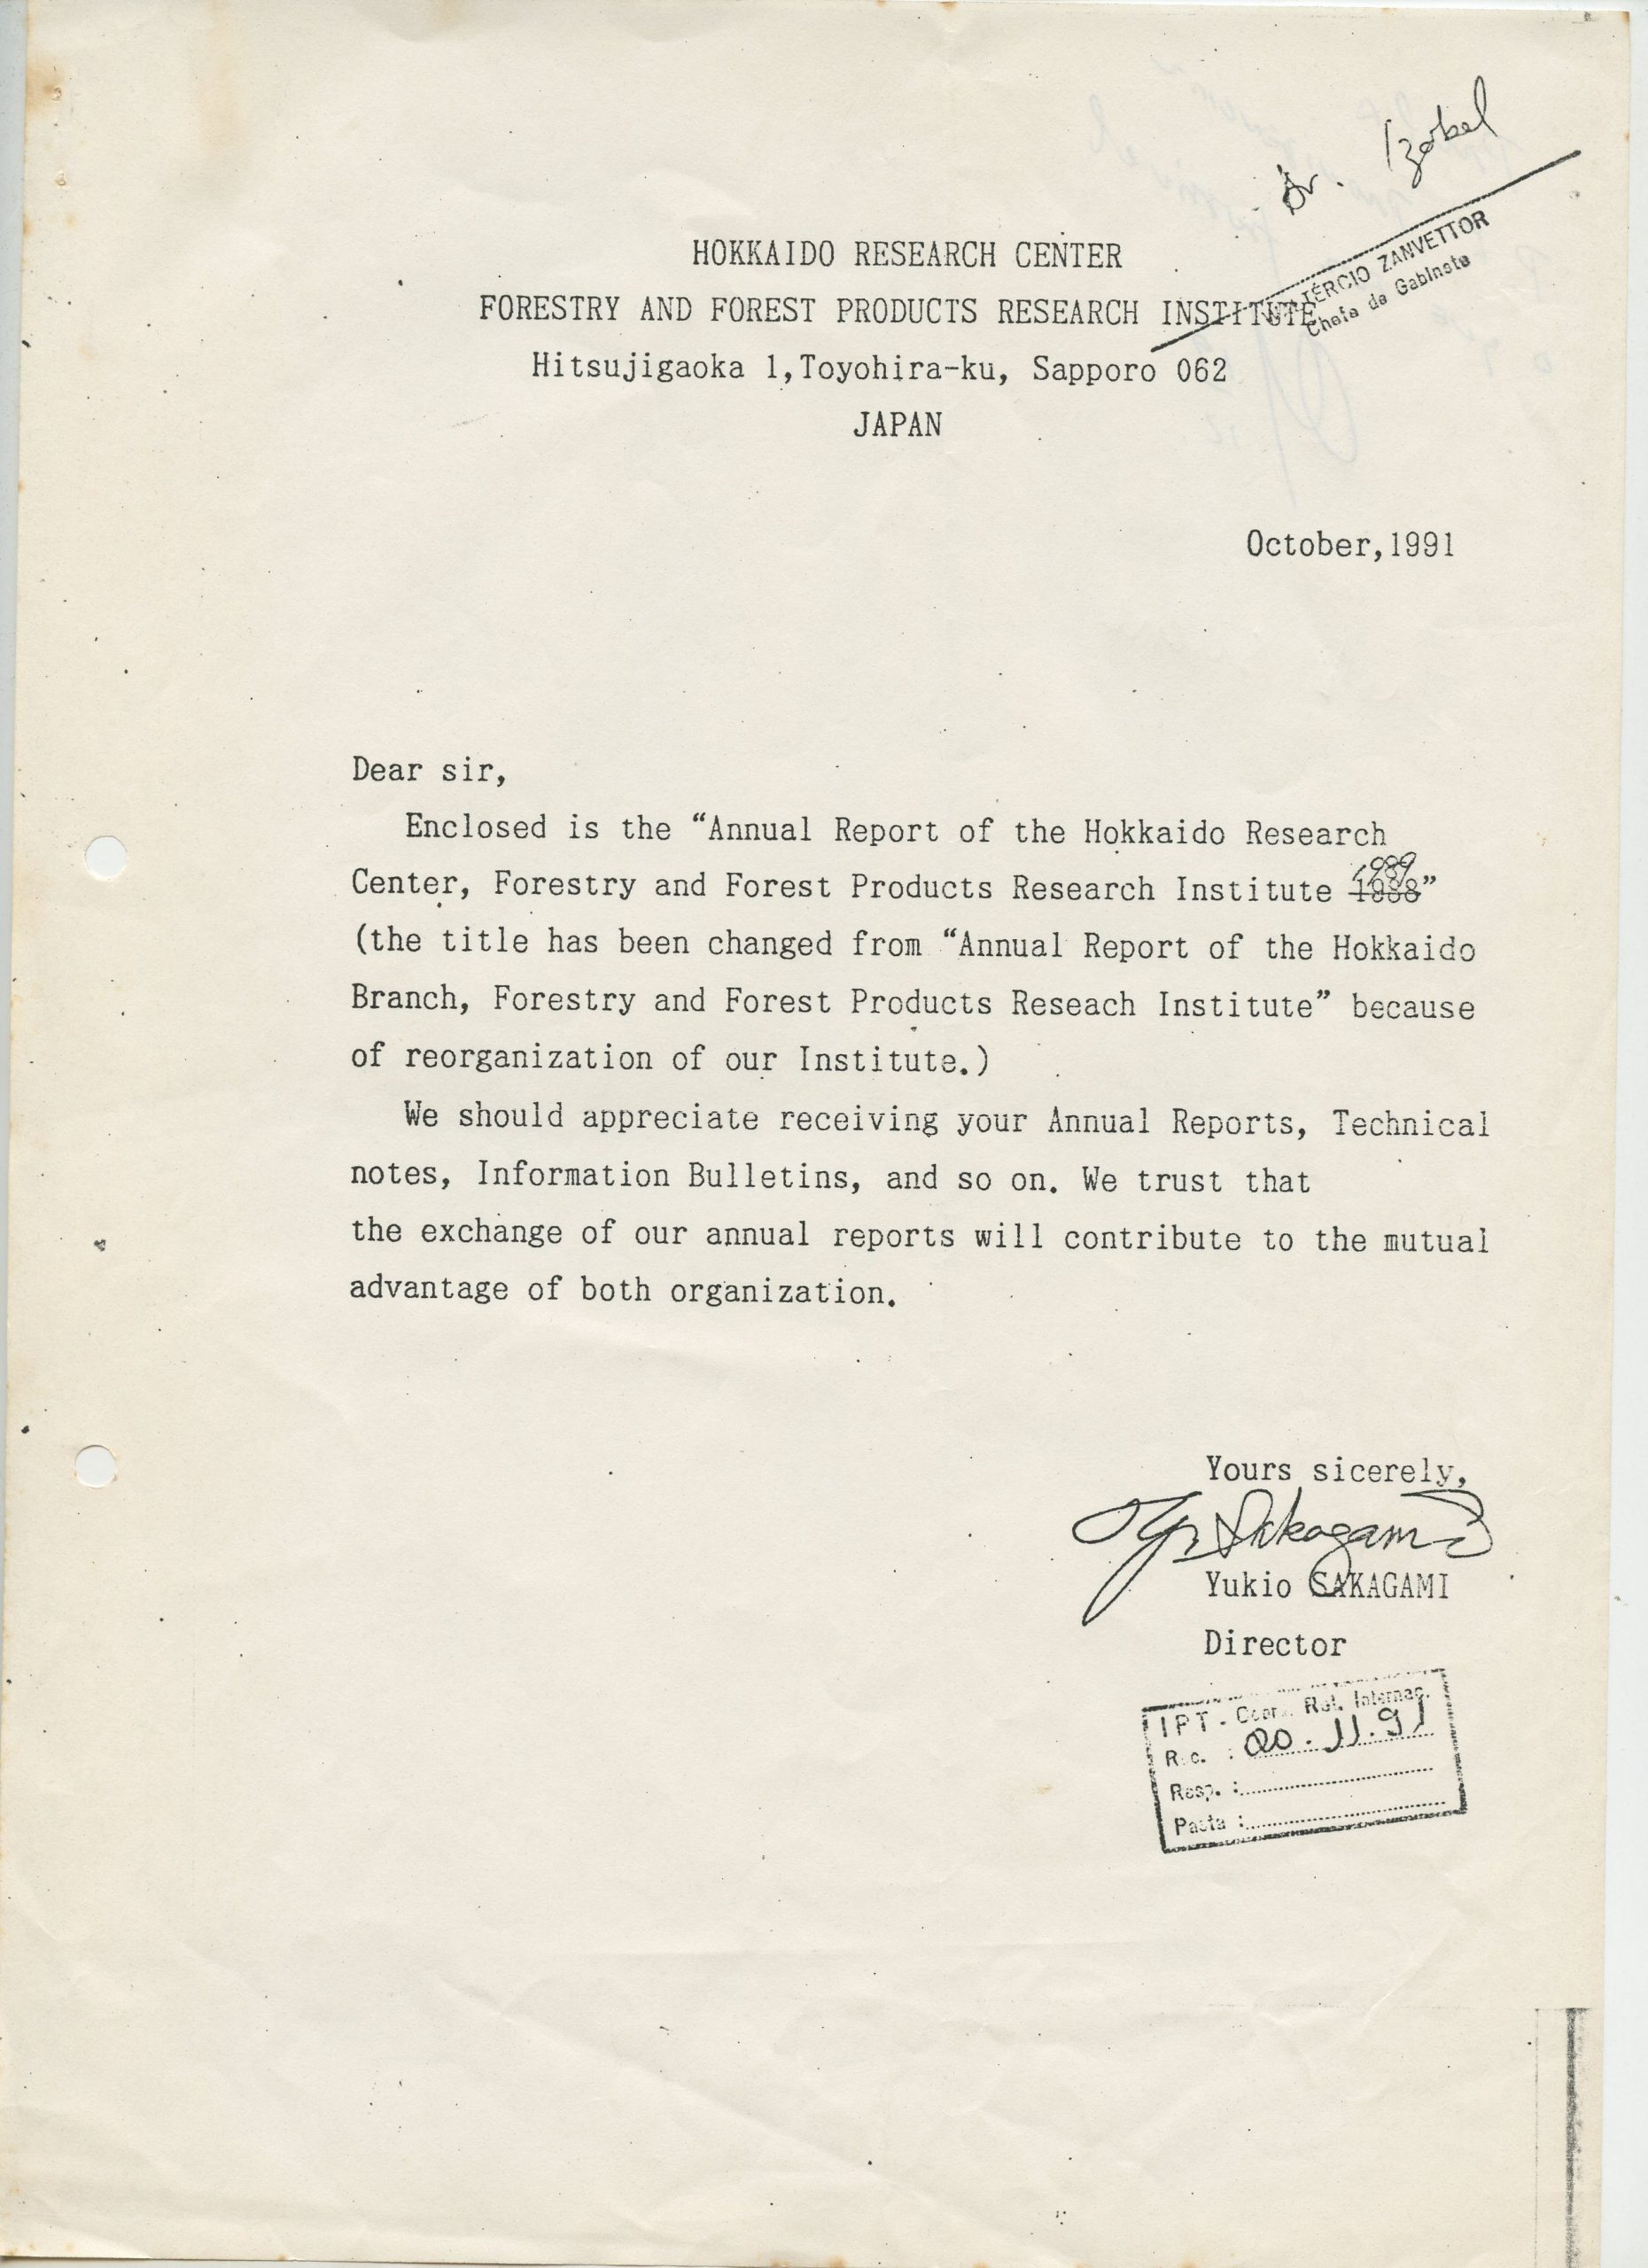 Dr. Izabel
TÉRCIO ZANVETTOR
Chefe de Gabinete
HOKKAIDO RESEARCH CENTER
FORESTRY AND FOREST PRODUCTS RESEARCH INSTITUTE
Hitsujigaoka 1,Toyohira-ku, Sapporo 062
JAPAN
October,1991
Dear sir,
Enclosed is the “Annual Report of the Hokkaido Research
1989
Center, Forestry and Forest Products Research Institute 1988”
(the title has been changed from “Annual Report of the Hokkaido
Branch, Forestry and Forest Products Reseach Institute” because
of reorganization of our Institute.)
We should appreciate receiving your Annual Reports, Technical
notes, Information Bulletins, and so on. We trust that
the exchange of our annual reports will contribute to the mutual
advantage of both organization.
Yours sicerely,
Sakagami
Yukio SAKAGAMI
Director
IPT - Coor. Rel. Internac.
Rec. : 20.11.91
Resp. :
Pasta :